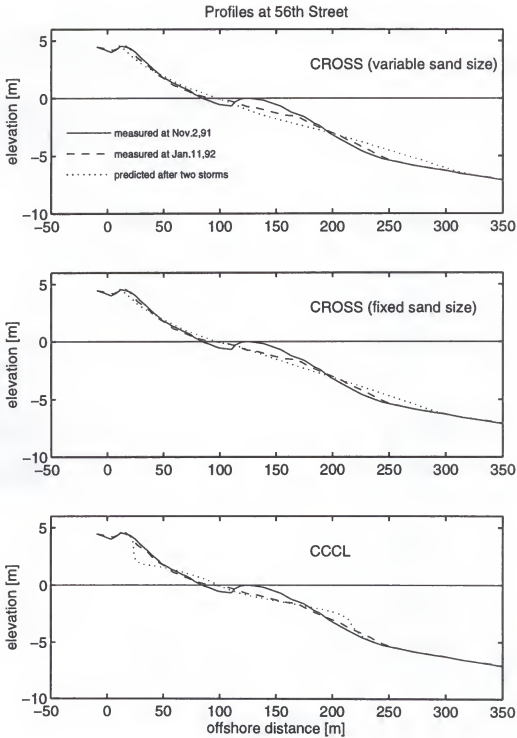 Profiles at 56th Street
5
0
−5
−10
elevation [m]
CROSS (variable sand size)
measured at Nov.2,91
measured at Jan.11,92
predicted after two storms
−50 0 50 100 150 200 250 300 350
5
0
−5
−10
elevation [m]
CROSS (fixed sand size)
−50 0 50 100 150 200 250 300 350
5
0
−5
−10
elevation [m]
CCCL
−50 0 50 100 150 200 250 300 350
offshore distance [m]